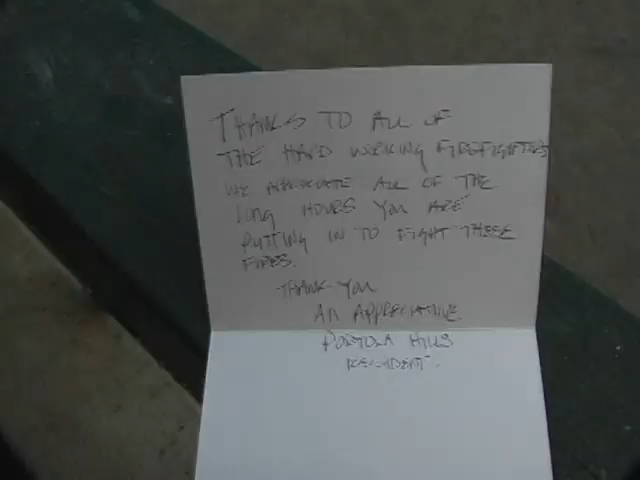 THANKS TO ALL OF
THE HARD WORKING FIREFIGHTERS
WE APPRECIATE ALL OF THE
LONG HOURS YOU ARE
PUTTING IN TO FIGHT THESE
FIRES.
THANK-YOU
AN APPRECIATIVE
PORTOLA HILLS
RESIDENT.